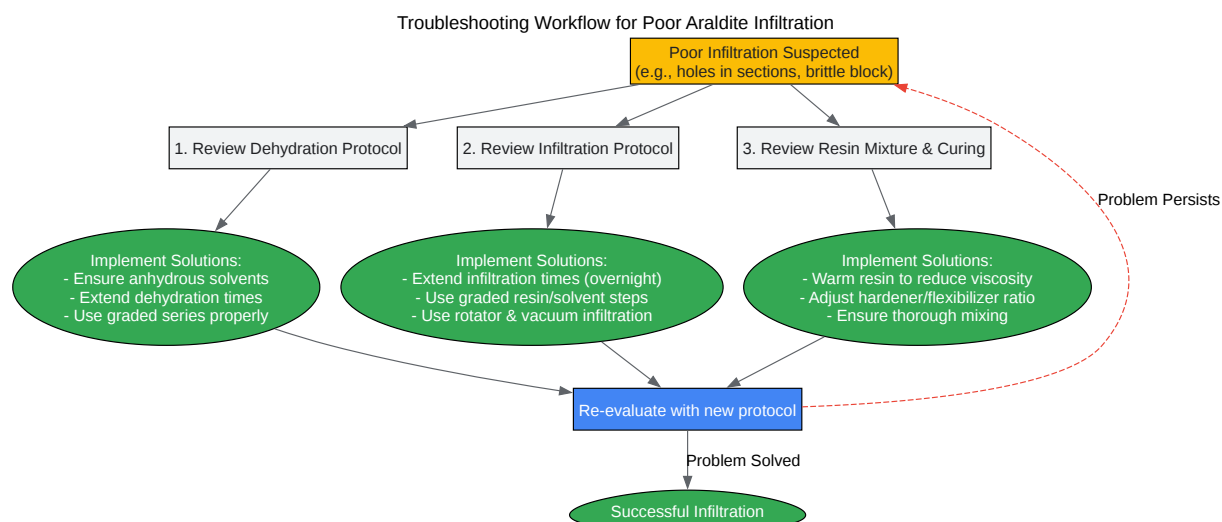 Troubleshooting Workflow for Poor Araldite Infiltration
Poor Infiltration Suspected
(e.g., holes in sections, brittle block)
1. Review Dehydration Protocol
2. Review Infiltration Protocol
3. Review Resin Mixture & Curing
Problem Persists
Implement Solutions:
- Ensure anhydrous solvents
- Extend dehydration times
- Use graded series properly
Implement Solutions:
- Extend infiltration times (overnight)
- Use graded resin/solvent steps
- Use rotator & vacuum infiltration
Implement Solutions:
- Warm resin to reduce viscosity
- Adjust hardener/flexibilizer ratio
- Ensure thorough mixing
Re-evaluate with new protocol
Problem Solved
Successful Infiltration